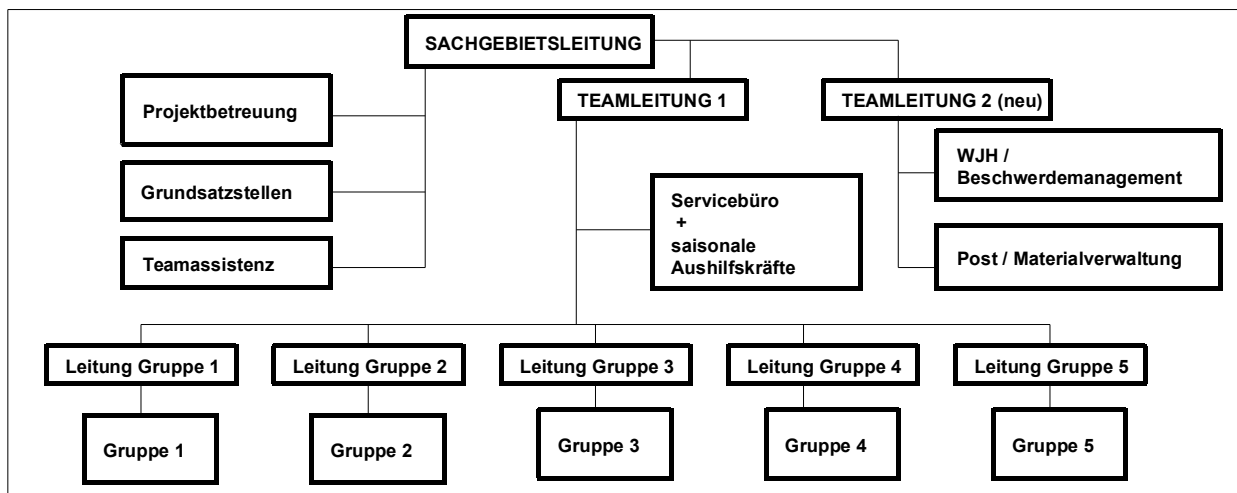 SACHGEBIETSLEITUNG
Projektbetreuung
TEAMLEITUNG 1
TEAMLEITUNG 2 (neu)
WJH /
Beschwerdemanagement
Grundsatzstellen
Servicebüro
+
saisonale
Aushilfskräfte
Teamassistenz
Post / Materialverwaltung
Leitung Gruppe 1
Leitung Gruppe 2
Leitung Gruppe 3
Leitung Gruppe 4
Leitung Gruppe 5
Gruppe 1
Gruppe 2
Gruppe 3
Gruppe 4
Gruppe 5